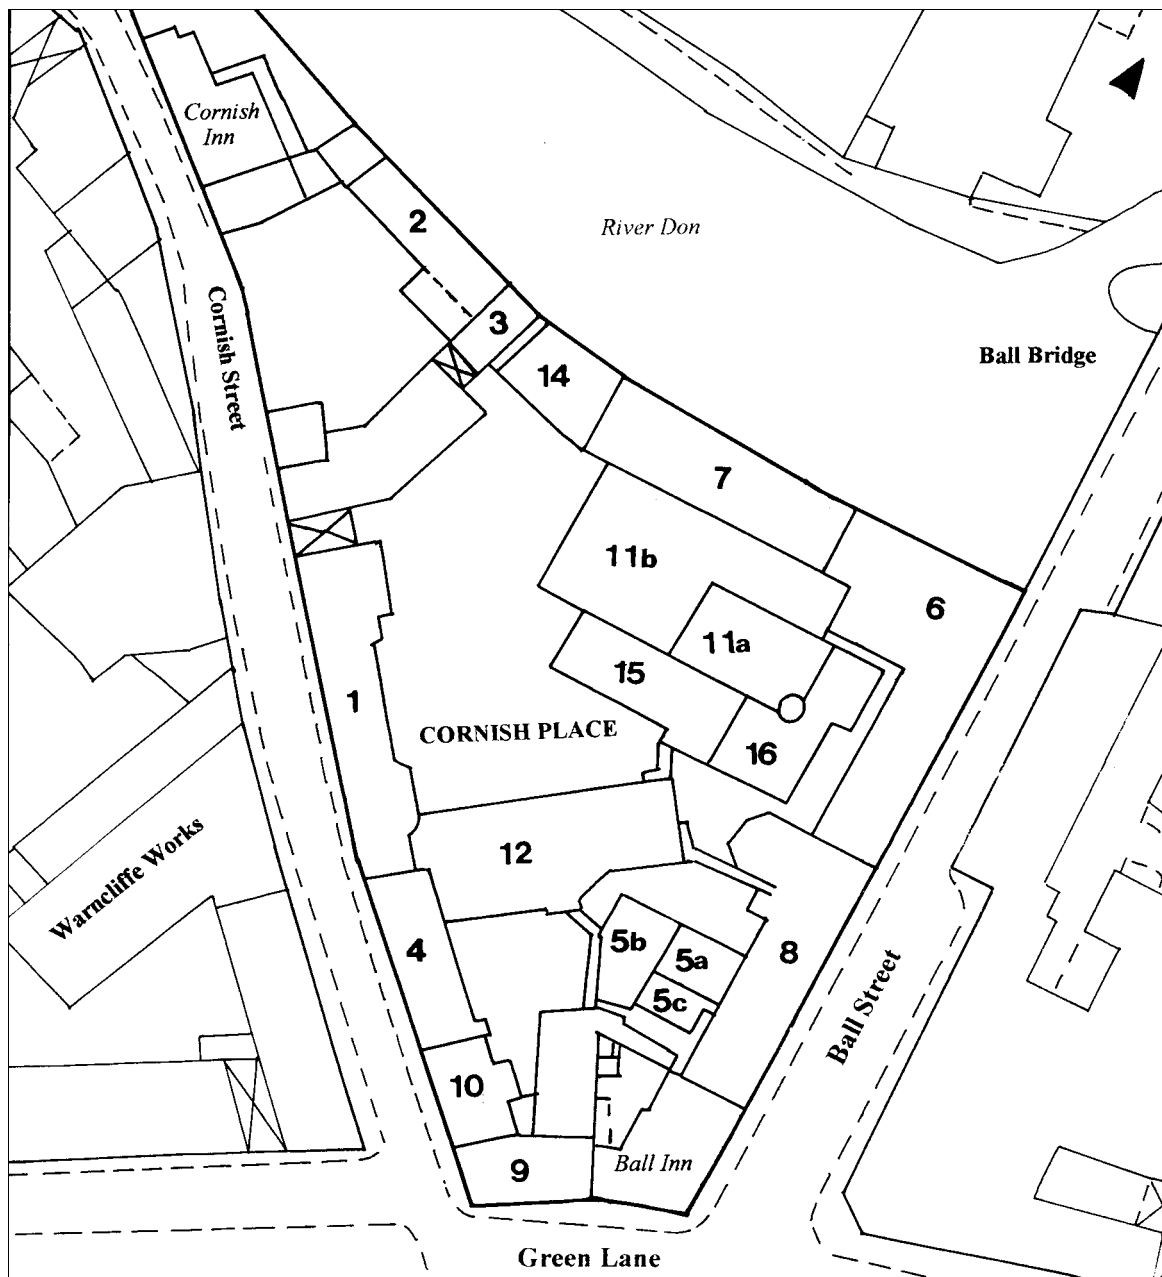 Cornish
Inn
2
River Don
Cornish Street
3
Ball Bridge
14
7
11b
6
11a
15
1
CORNISH PLACE
16
12
Warncliffe Works
5b
4
5a
8
5c
Ball Street
10
Ball Inn
9
Green Lane